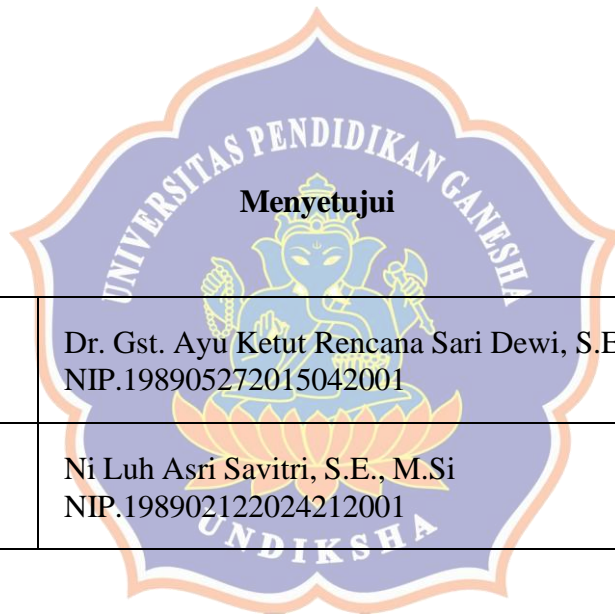 UNIVERSITAS PENDIDIKAN GANESHA
Menyetujui
Dr. Gst. Ayu Ketut Rencana Sari Dewi, S.E
NIP.198905272015042001
Ni Luh Asri Savitri, S.E., M.Si
NIP.198902122024212001
UNDIKSHA